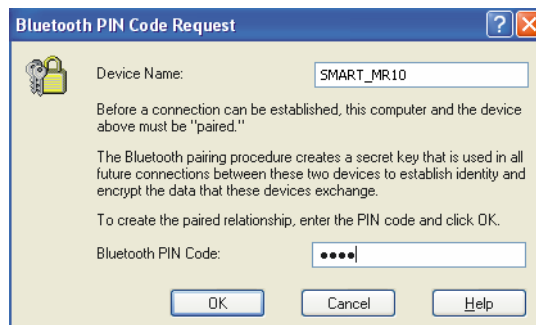 Bluetooth PIN Code Request
Device Name: SMART_MR10
Before a connection can be established, this computer and the device
above must be "paired."
The Bluetooth pairing procedure creates a secret key that is used in all
future connections between these two devices to establish identity and
encrypt the data that these devices exchange.
To create the paired relationship, enter the PIN code and click OK.
Bluetooth PIN Code: ●●●●
OK Cancel Help